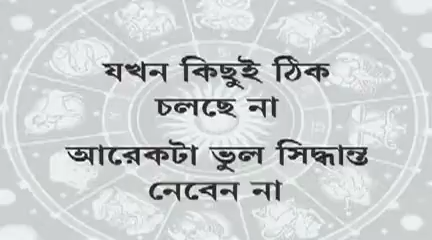 যখন কিছুই ঠিক
চলছে না
আরেকটা ভুল সিদ্ধান্ত
নেবেন না